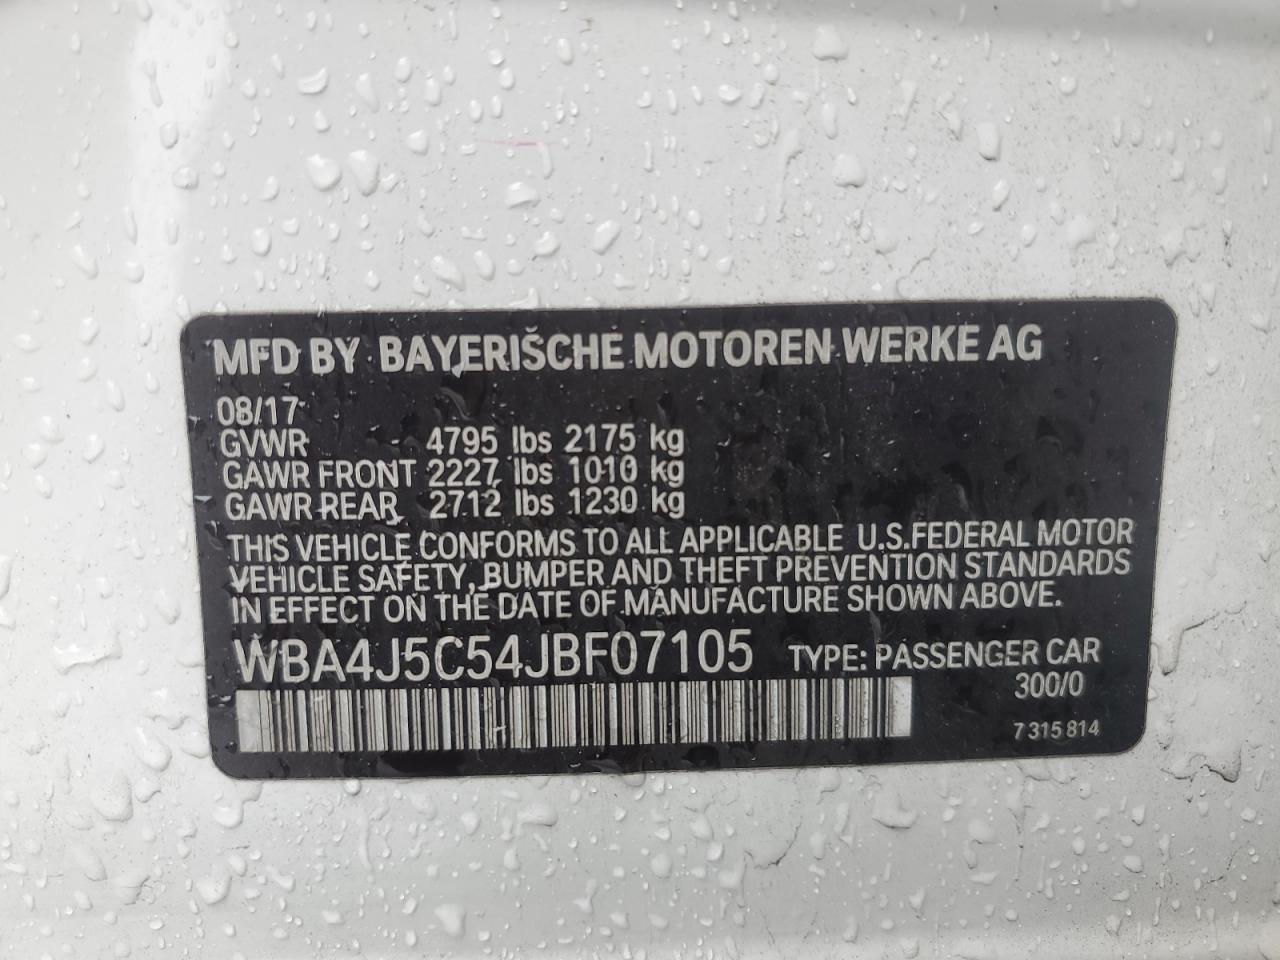 MFD BY BAYERISCHE MOTOREN WERKE AG
08/17
GVWR 4795 lbs 2175 kg
GAWR FRONT 2227 lbs 1010 kg
GAWR REAR 2712 lbs 1230 kg
THIS VEHICLE CONFORMS TO ALL APPLICABLE U.S.FEDERAL MOTOR
VEHICLE SAFETY, BUMPER AND THEFT PREVENTION STANDARDS
IN EFFECT ON THE DATE OF MANUFACTURE SHOWN ABOVE.
WBA4J5C54JBF07105 TYPE: PASSENGER CAR
300/0
7 315 814